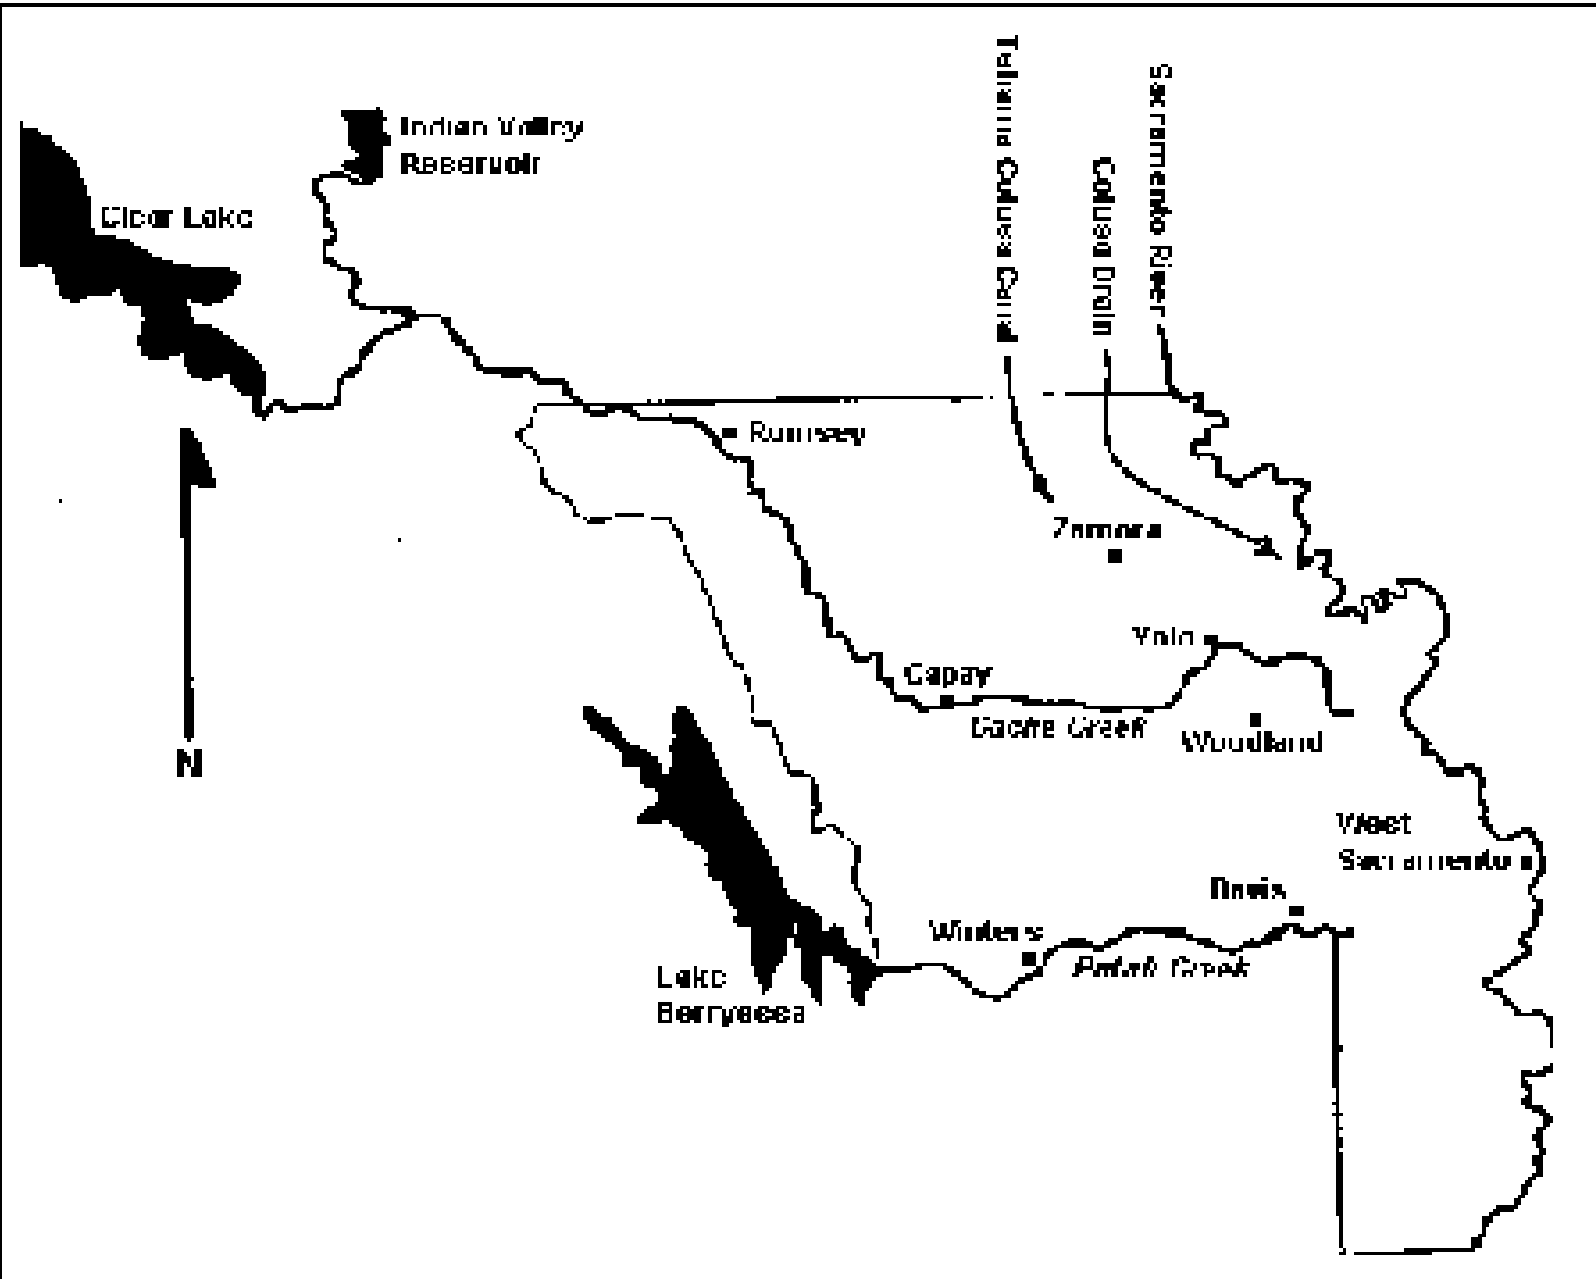 Indian Valley
Reservoir
Clear Lake
Tehama Colusa Canal
Colusa Drain
Sacramento River
Rumsey
Zamora
Yolo
Capay
Cache Creek
Woodland
N
West
Sacramento
Davis
Winters
Putah Creek
Lake
Berryessa